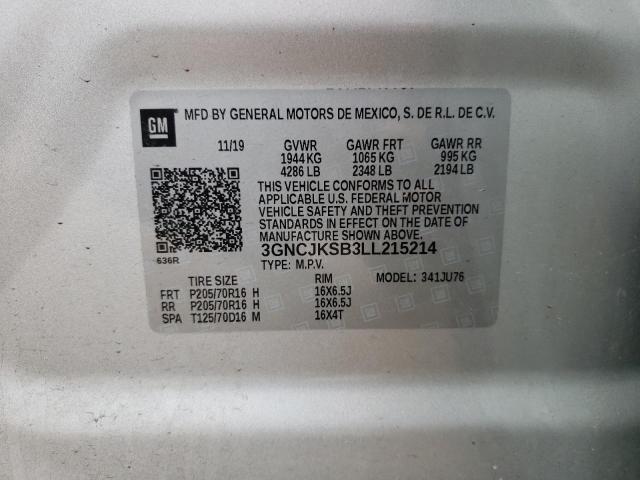 GM
MFD BY GENERAL MOTORS DE MEXICO, S. DE R.L. DE C.V.
11/19 GVWR GAWR FRT GAWR RR
1944 KG 1065 KG 995 KG
4286 LB 2348 LB 2194 LB
THIS VEHICLE CONFORMS TO ALL
APPLICABLE U.S. FEDERAL MOTOR
VEHICLE SAFETY AND THEFT PREVENTION
STANDARDS IN EFFECT ON THE DATE OF
MANUFACTURE SHOWN ABOVE.
3GNCJKSB3LL215214
636R TYPE: M.P.V.
TIRE SIZE RIM MODEL: 341JU76
FRT P205/70R16 H 16X6.5J
RR P205/70R16 H 16X6.5J
SPA T125/70D16 M 16X4T